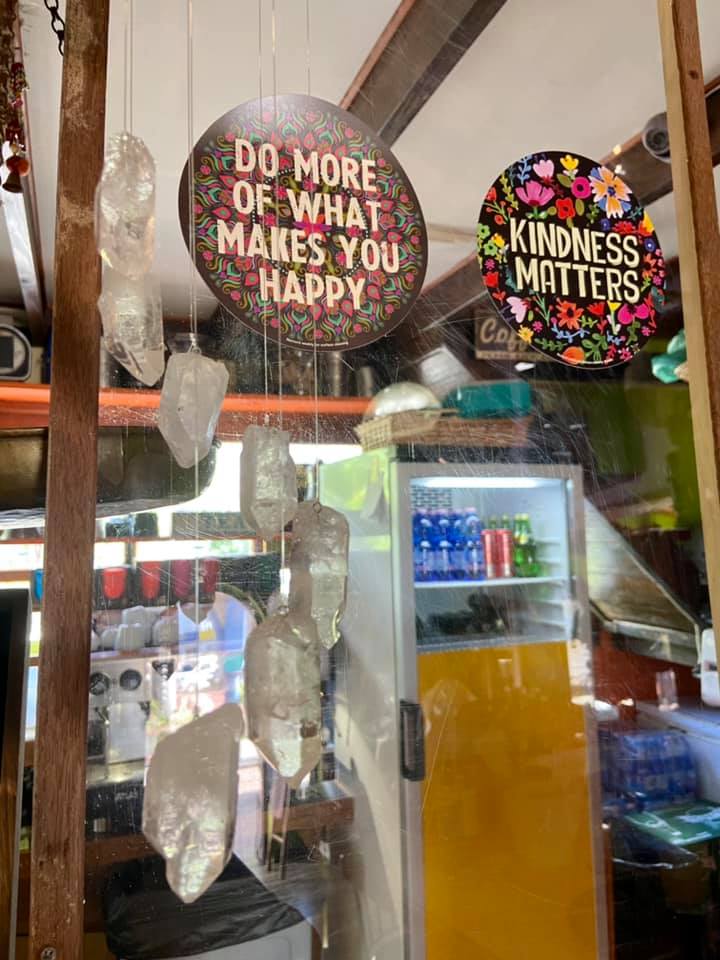 DO MORE
OF WHAT
MAKES YOU
HAPPY
KINDNESS
MATTERS